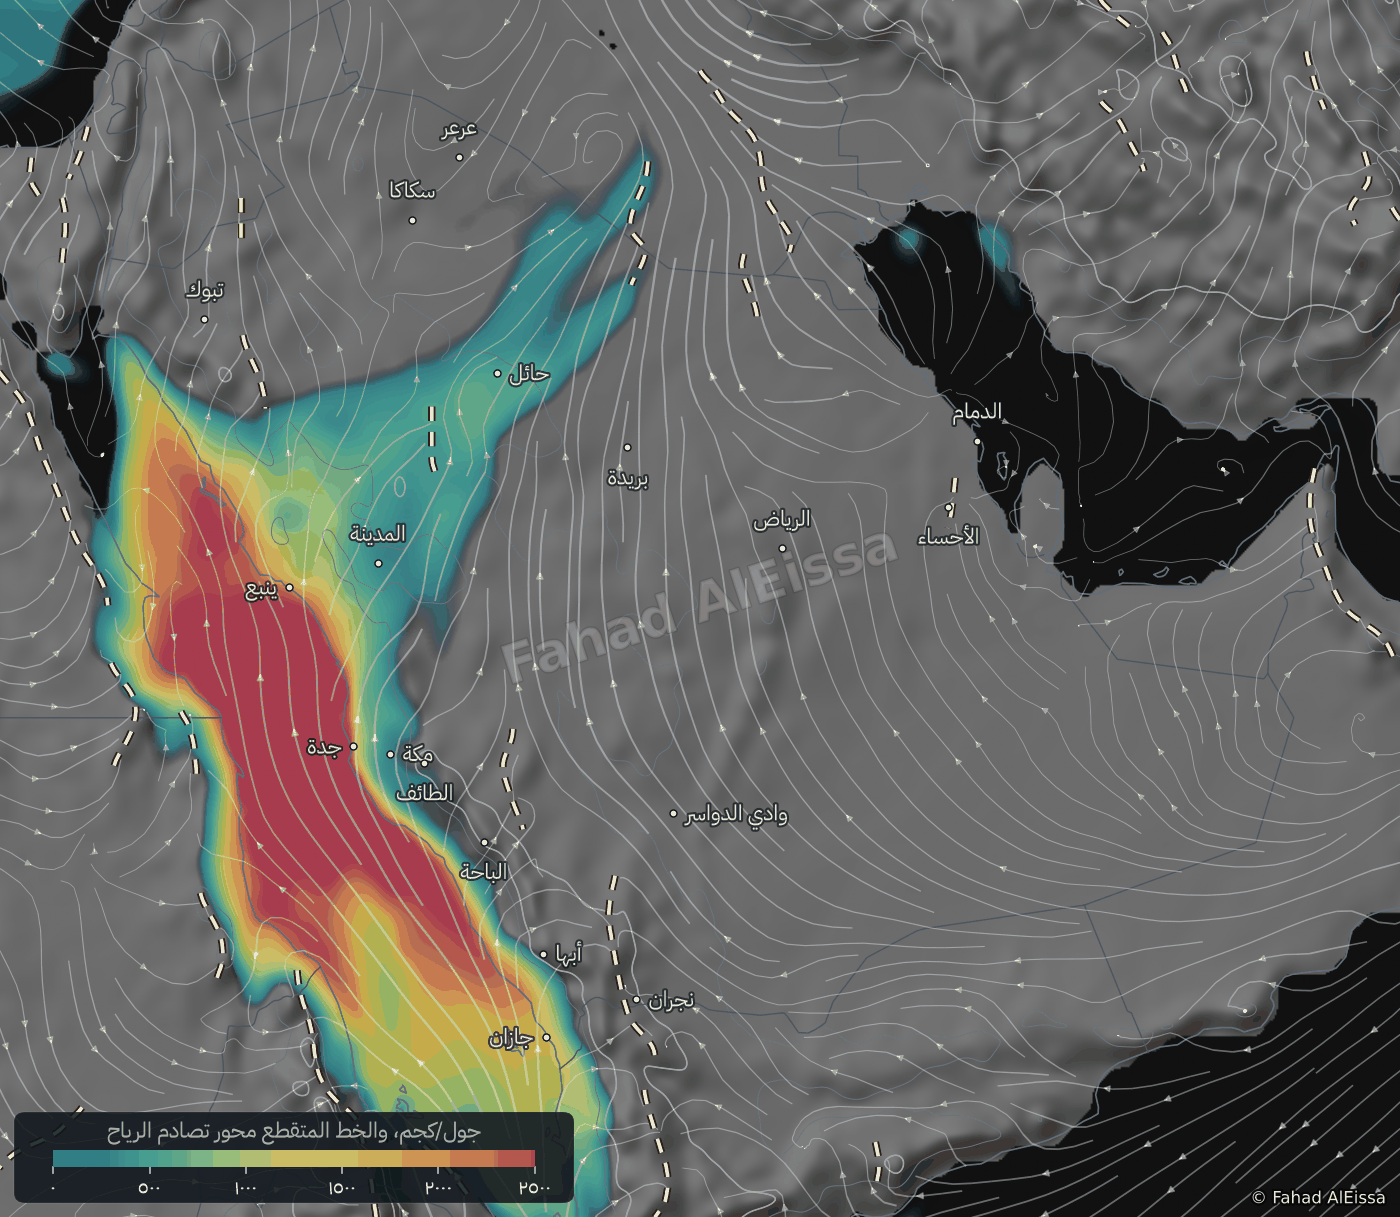 عرعر
سكاكا
تبوك
حائل
الدمام
بريدة
الرياض
المدينة
الأحساء
ينبع
Fahad AlEissa
جدة
مكة
الطائف
وادي الدواسر
الباحة
أبها
نجران
جازان
جول/كجم، والخط المتقطع محور تصادم الرياح
٠ ٥٠٠ ١٠٠٠ ١٥٠٠ ٢٠٠٠ ٢٥٠٠
© Fahad AlEissa